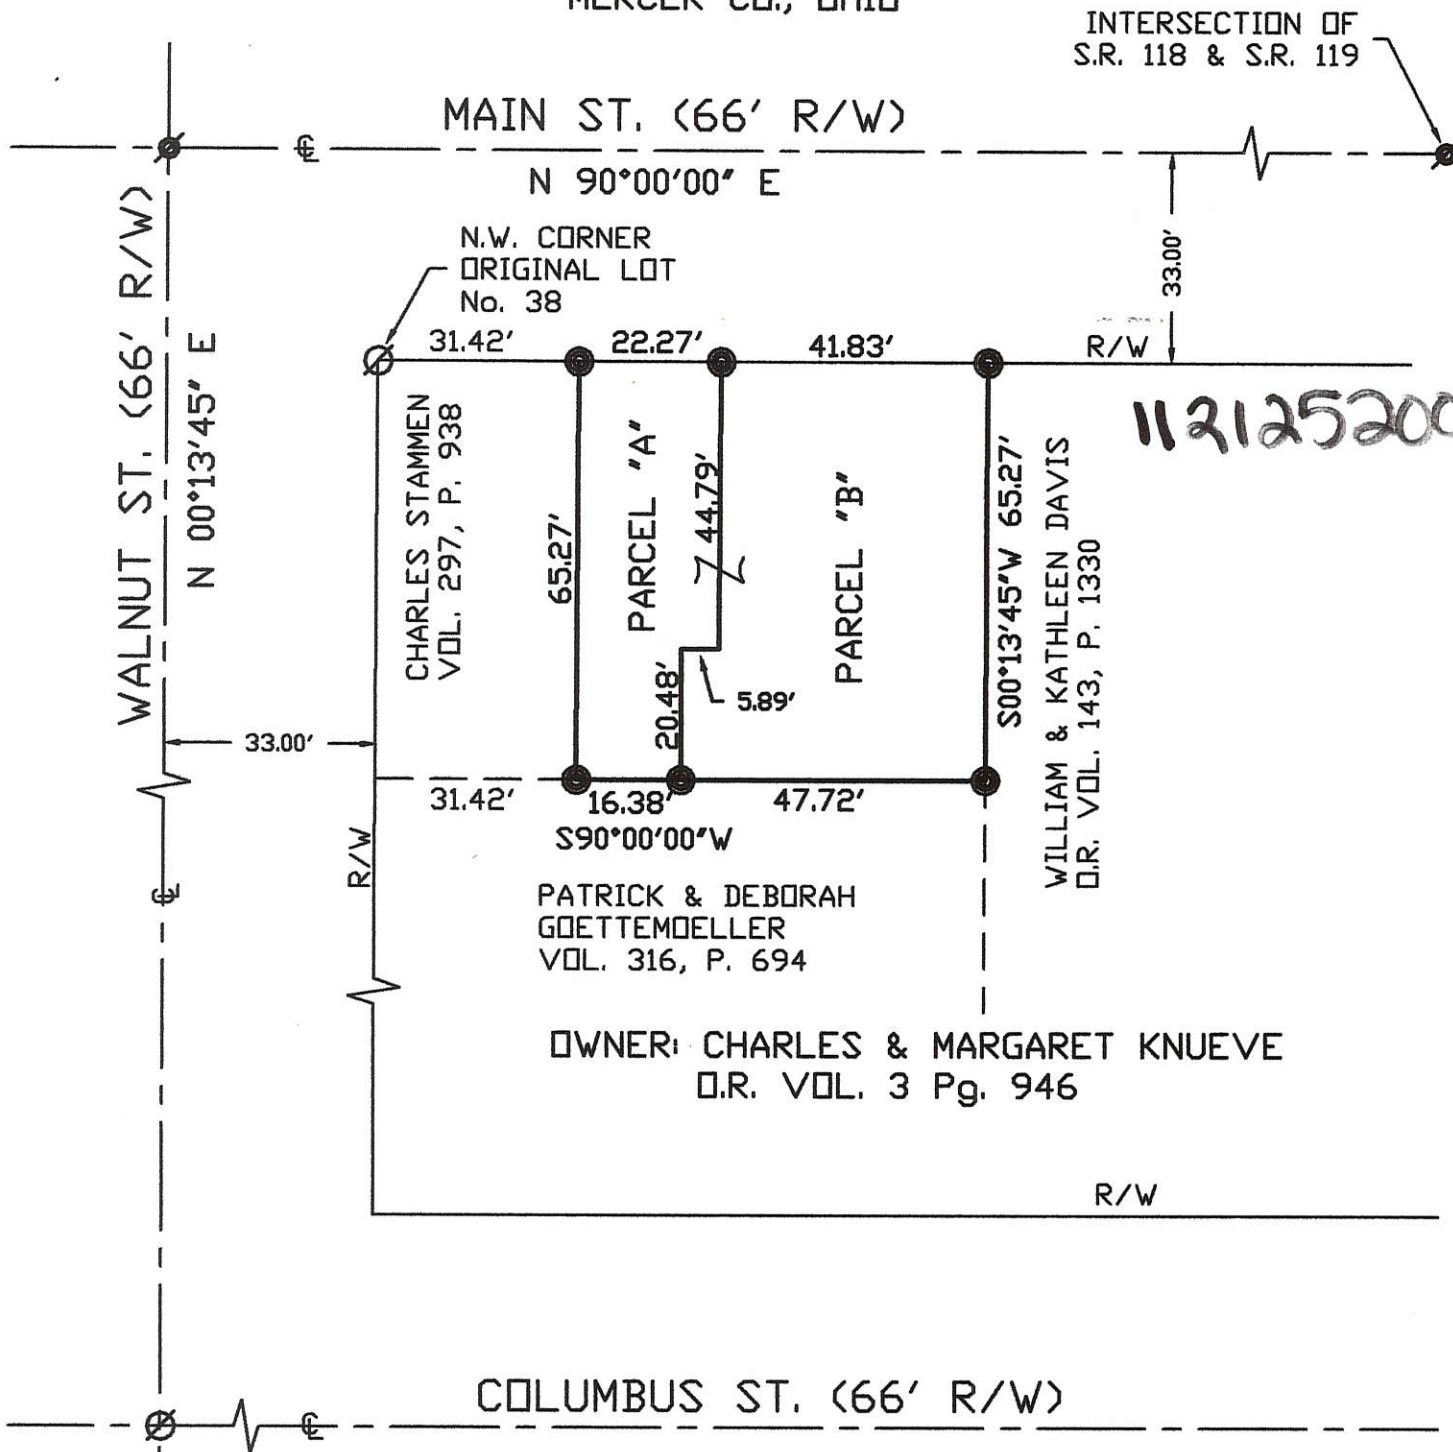 MERCER CO., OHIO
INTERSECTION OF
S.R. 118 & S.R. 119
MAIN ST. (66' R/W)
℄
N 90°00'00" E
33.00'
WALNUT ST. (66' R/W)
N 00°13'45" E
N.W. CORNER
ORIGINAL LOT
No. 38
31.42'
22.27'
41.83'
R/W
112125200
CHARLES STAMMEN
VOL. 297, P. 938
65.27'
PARCEL "A"
44.79'
PARCEL "B"
S00°13'45"W 65.27'
WILLIAM & KATHLEEN DAVIS
O.R. VOL. 143, P. 1330
20.48'
5.89'
33.00'
31.42'
16.38'
47.72'
S90°00'00"W
R/W
℄
PATRICK & DEBORAH
GOETTEMOELLER
VOL. 316, P. 694
OWNER: CHARLES & MARGARET KNUEVE
O.R. VOL. 3 Pg. 946
R/W
COLUMBUS ST. (66' R/W)
℄